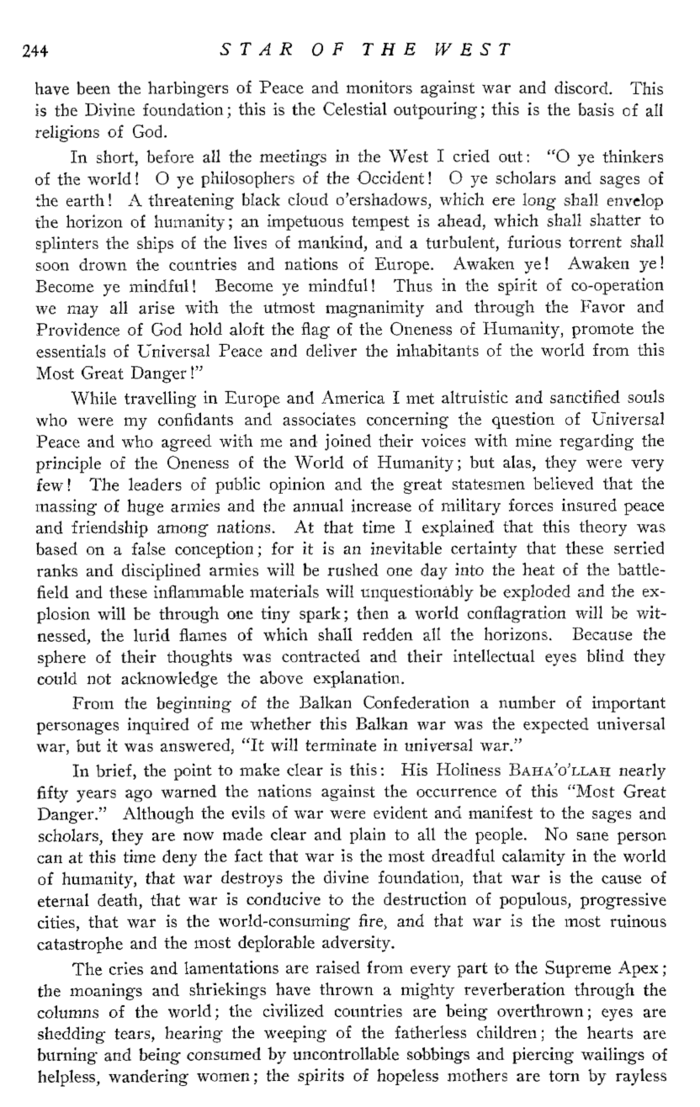 244 STAR OF THE WEST
have been the harbingers of Peace and monitors against war and discord. This
is the Divine foundation; this is the Celestial outpouring; this is the basis of all
religions of God.
In short, before all the meetings in the West I cried out: "O ye thinkers
of the world! O ye philosophers of the Occident! O ye scholars and sages of
the earth! A threatening black cloud o'ershadows, which ere long shall envelop
the horizon of humanity; an impetuous tempest is ahead, which shall shatter to
splinters the ships of the lives of mankind, and a turbulent, furious torrent shall
soon drown the countries and nations of Europe. Awaken ye! Awaken ye!
Become ye mindful! Become ye mindful! Thus in the spirit of co-operation
we may all arise with the utmost magnanimity and through the Favor and
Providence of God hold aloft the flag of the Oneness of Humanity, promote the
essentials of Universal Peace and deliver the inhabitants of the world from this
Most Great Danger!"
While travelling in Europe and America I met altruistic and sanctified souls
who were my confidants and associates concerning the question of Universal
Peace and who agreed with me and joined their voices with mine regarding the
principle of the Oneness of the World of Humanity; but alas, they were very
few! The leaders of public opinion and the great statesmen believed that the
massing of huge armies and the annual increase of military forces insured peace
and friendship among nations. At that time I explained that this theory was
based on a false conception; for it is an inevitable certainty that these serried
ranks and disciplined armies will be rushed one day into the heat of the battle-
field and these inflammable materials will unquestionably be exploded and the ex-
plosion will be through one tiny spark; then a world conflagration will be wit-
nessed, the lurid flames of which shall redden all the horizons. Because the
sphere of their thoughts was contracted and their intellectual eyes blind they
could not acknowledge the above explanation.
From the beginning of the Balkan Confederation a number of important
personages inquired of me whether this Balkan war was the expected universal
war, but it was answered, "It will terminate in universal war."
In brief, the point to make clear is this: His Holiness BAHA'O'LLAH nearly
fifty years ago warned the nations against the occurrence of this "Most Great
Danger." Although the evils of war were evident and manifest to the sages and
scholars, they are now made clear and plain to all the people. No sane person
can at this time deny the fact that war is the most dreadful calamity in the world
of humanity, that war destroys the divine foundation, that war is the cause of
eternal death, that war is conducive to the destruction of populous, progressive
cities, that war is the world-consuming fire, and that war is the most ruinous
catastrophe and the most deplorable adversity.
The cries and lamentations are raised from every part to the Supreme Apex;
the moanings and shriekings have thrown a mighty reverberation through the
columns of the world; the civilized countries are being overthrown; eyes are
shedding tears, hearing the weeping of the fatherless children; the hearts are
burning and being consumed by uncontrollable sobbings and piercing wailings of
helpless, wandering women; the spirits of hopeless mothers are torn by rayless